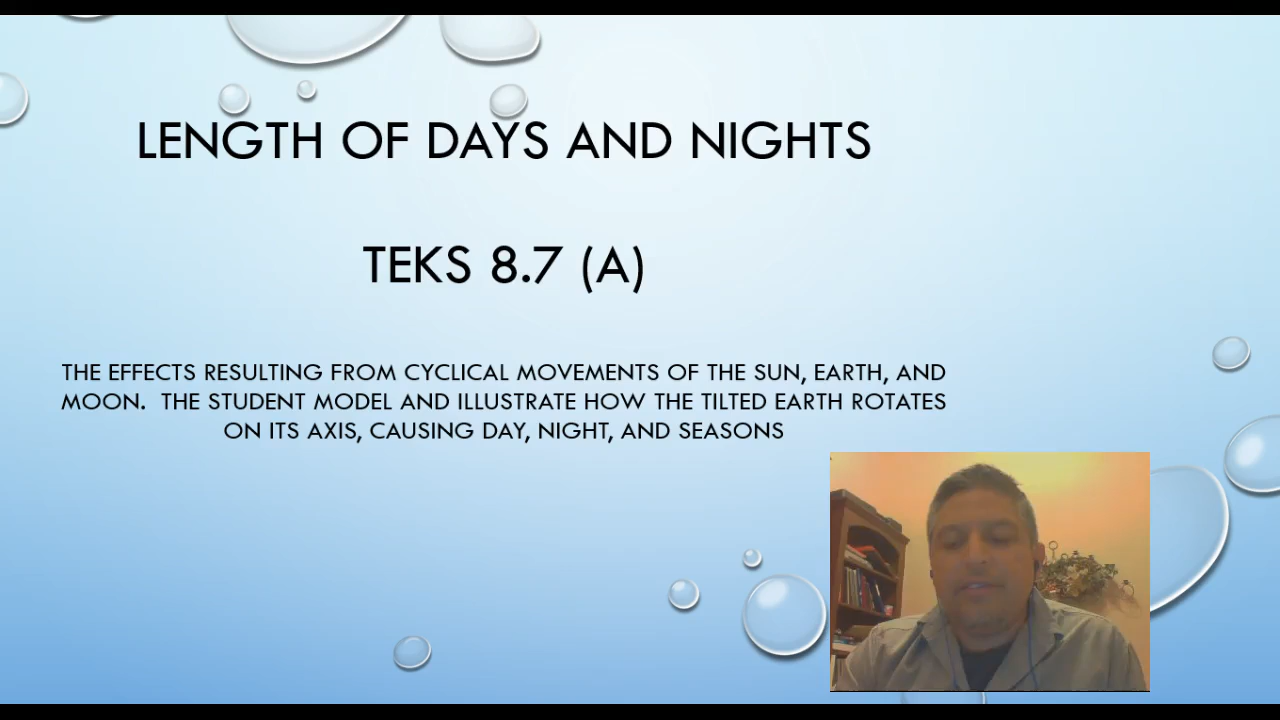 LENGTH OF DAYS AND NIGHTS
TEKS 8.7 (A)
THE EFFECTS RESULTING FROM CYCLICAL MOVEMENTS OF THE SUN, EARTH, AND
MOON.  THE STUDENT MODEL AND ILLUSTRATE HOW THE TILTED EARTH ROTATES
ON ITS AXIS, CAUSING DAY, NIGHT, AND SEASONS